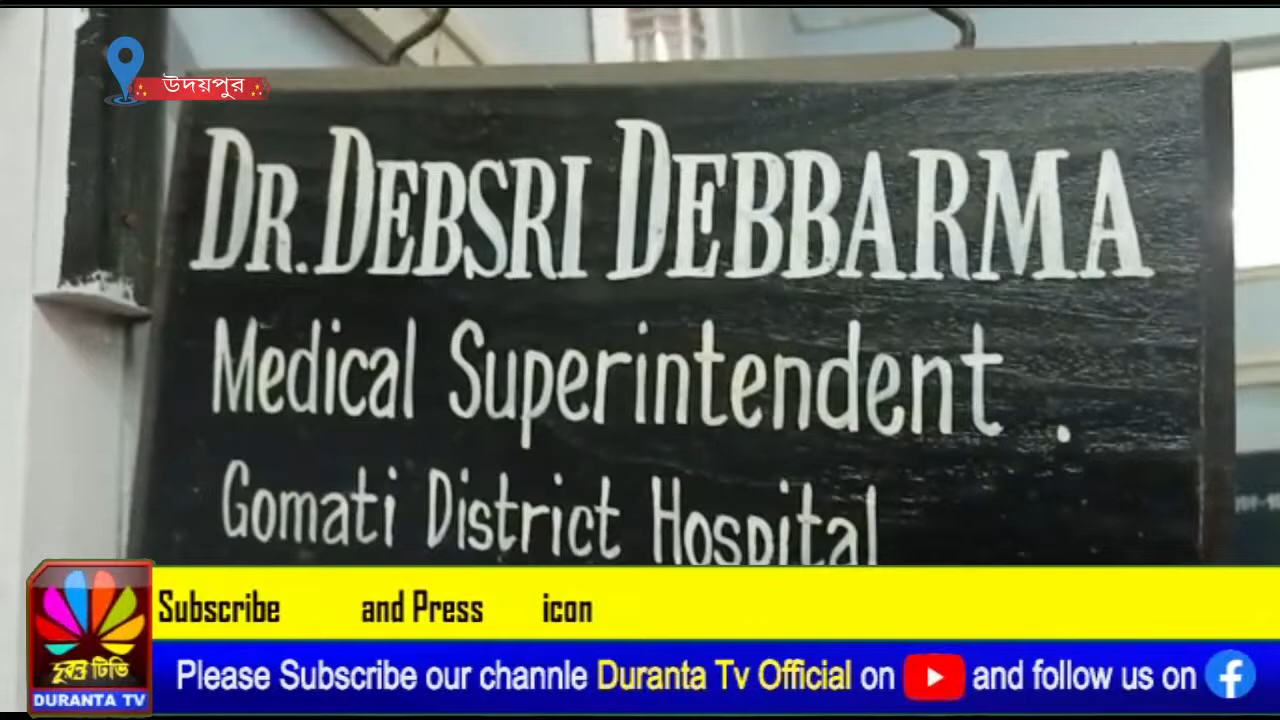 উদয়পুর
DR. DEBSRI DEBBARMA
Medical Superintendent .
Gomati District Hospital
Subscribe and Press icon
দুরন্ত টিভি
DURANTA TV
Please Subscribe our channle Duranta Tv Official on and follow us on